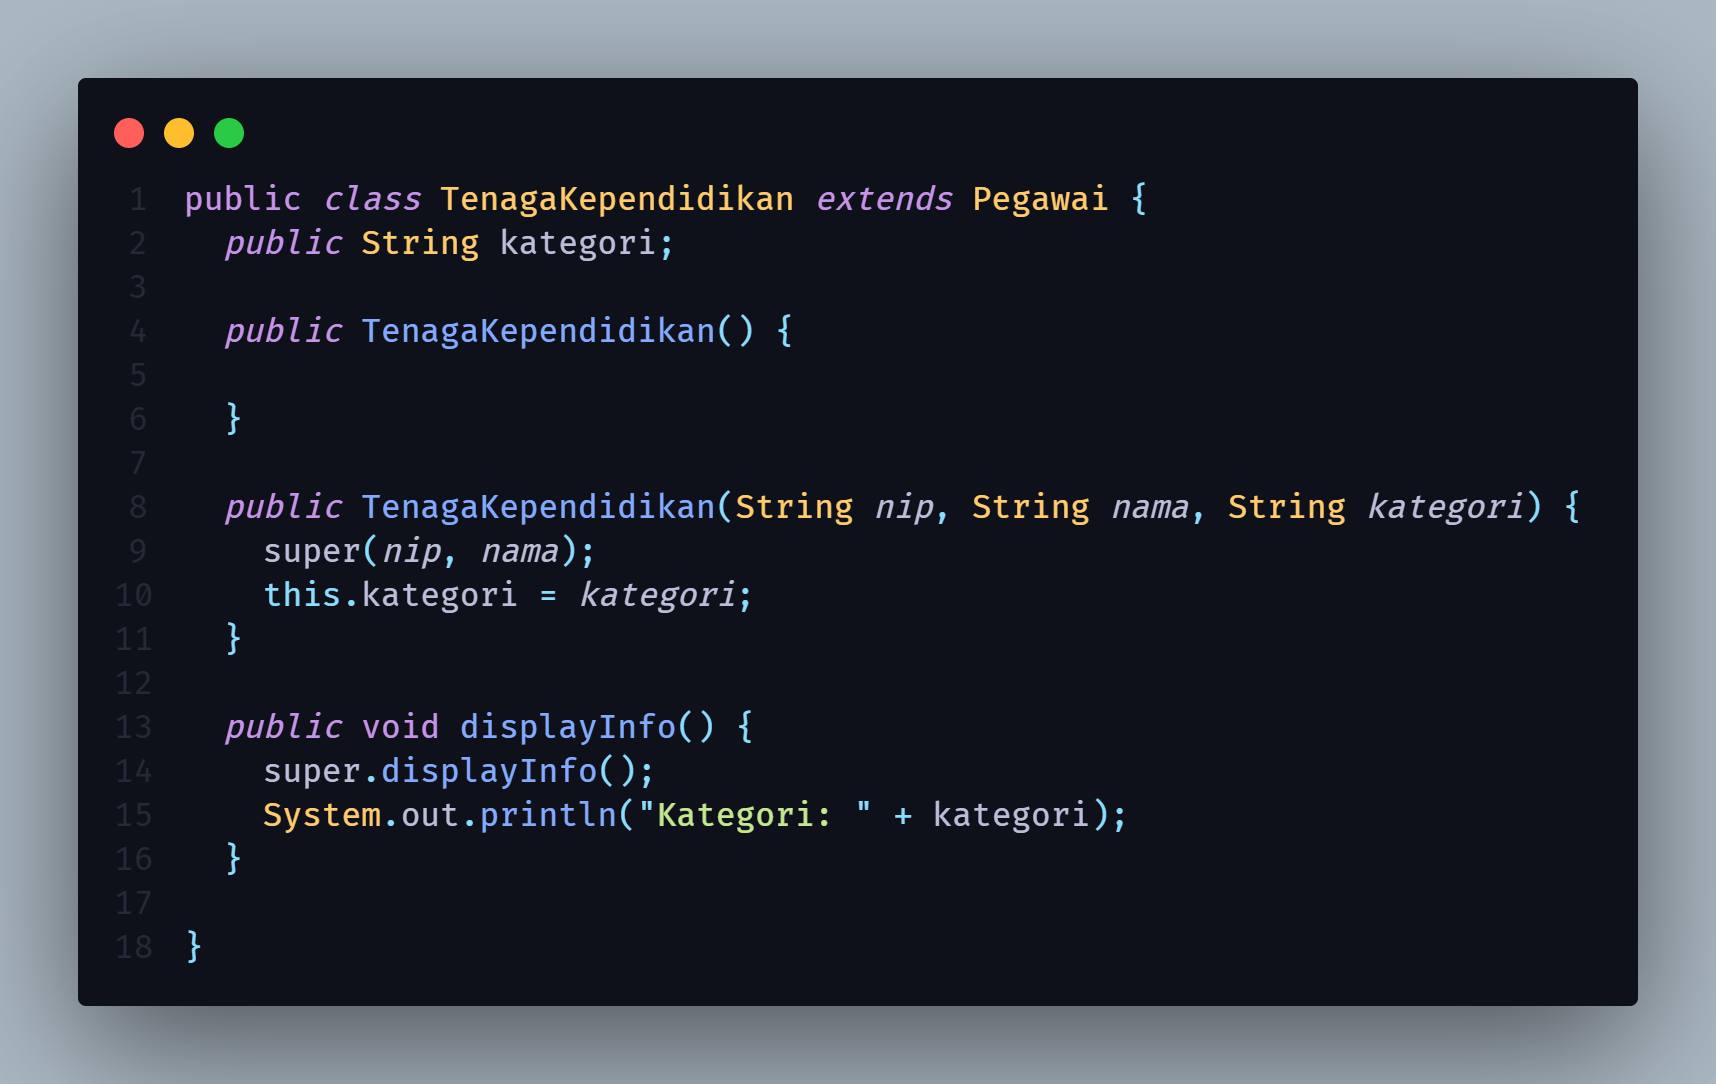 1 public class TenagaKependidikan extends Pegawai {
2   public String kategori;
3
4   public TenagaKependidikan() {
5
6   }
7
8   public TenagaKependidikan(String nip, String nama, String kategori) {
9     super(nip, nama);
10     this.kategori = kategori;
11   }
12
13   public void displayInfo() {
14     super.displayInfo();
15     System.out.println("Kategori: " + kategori);
16   }
17
18 }